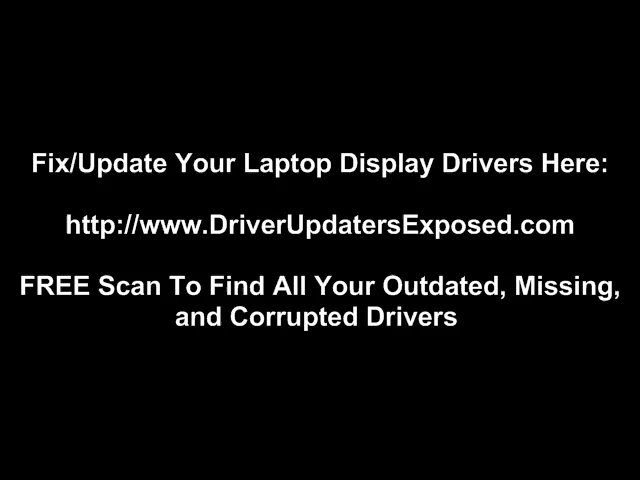 Fix/Update Your Laptop Display Drivers Here:
http://www.DriverUpdatersExposed.com
FREE Scan To Find All Your Outdated, Missing,
and Corrupted Drivers